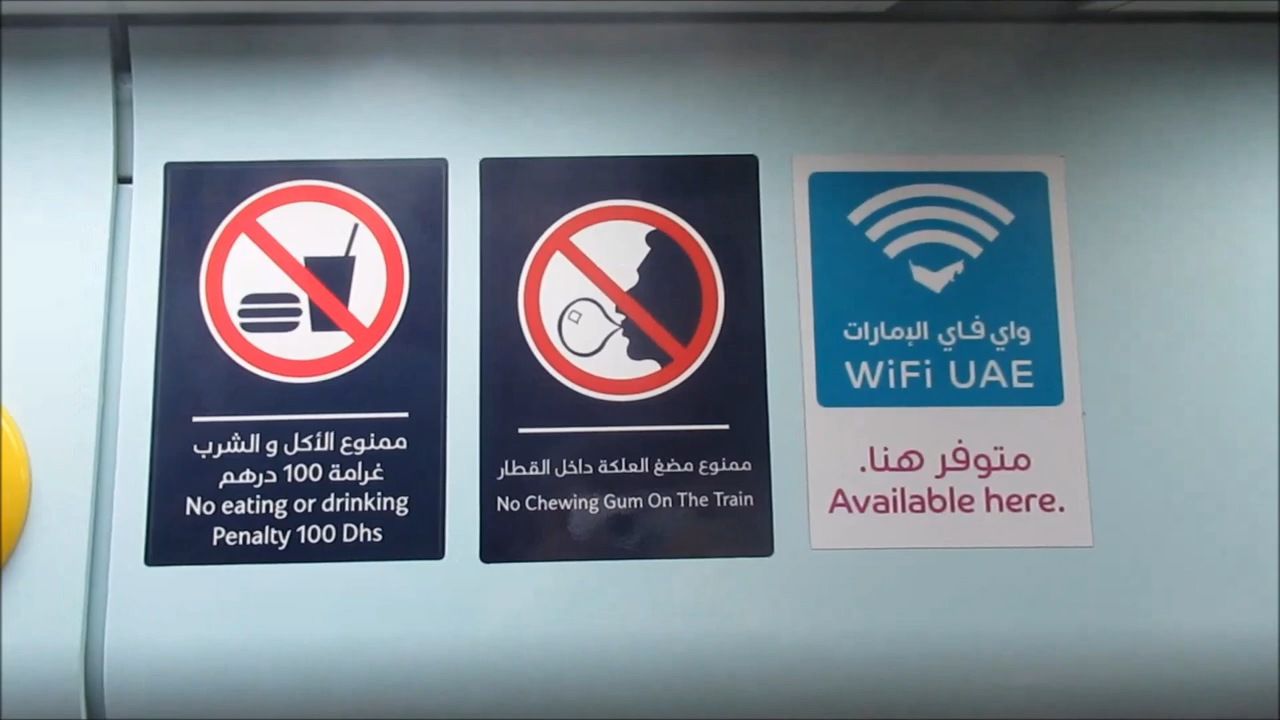 ممنوع الأكل و الشرب
غرامة 100 درهم
No eating or drinking
Penalty 100 Dhs
ممنوع مضغ العلكة داخل القطار
No Chewing Gum On The Train
واي فاي الإمارات
WiFi UAE
متوفر هنا.
Available here.